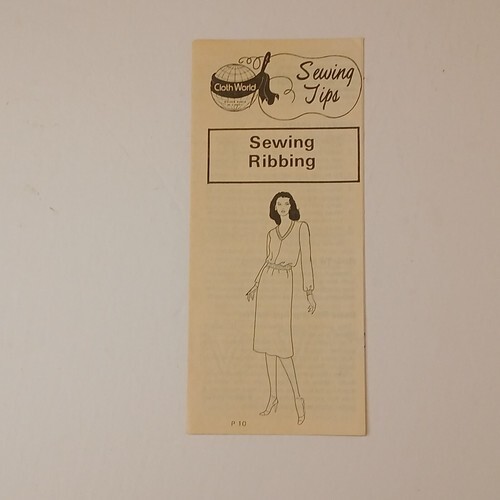 Cloth World
Sewing
Tips
Sewing
Ribbing
P 10